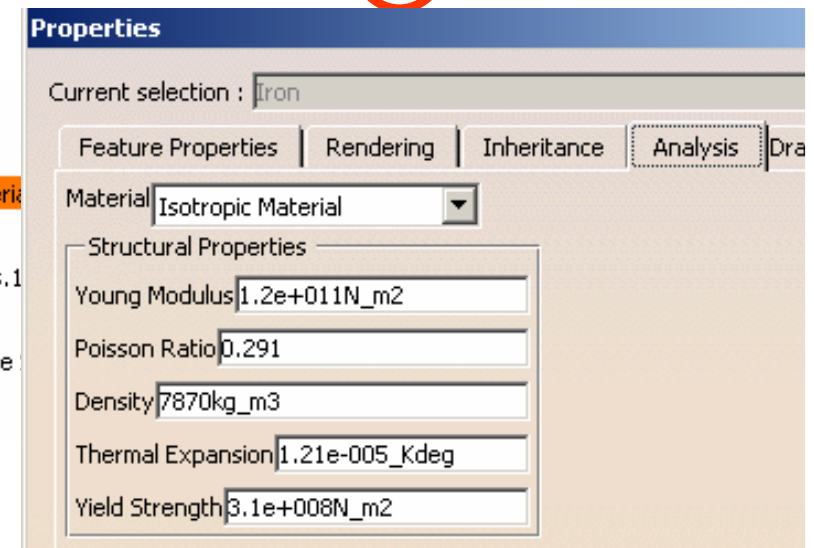 Properties
Current selection : Iron
Feature Properties Rendering Inheritance Analysis Dra
Material Isotropic Material
Structural Properties
Young Modulus 1.2e+011N_m2
Poisson Ratio 0.291
Density 7870kg_m3
Thermal Expansion 1.21e-005_Kdeg
Yield Strength 3.1e+008N_m2